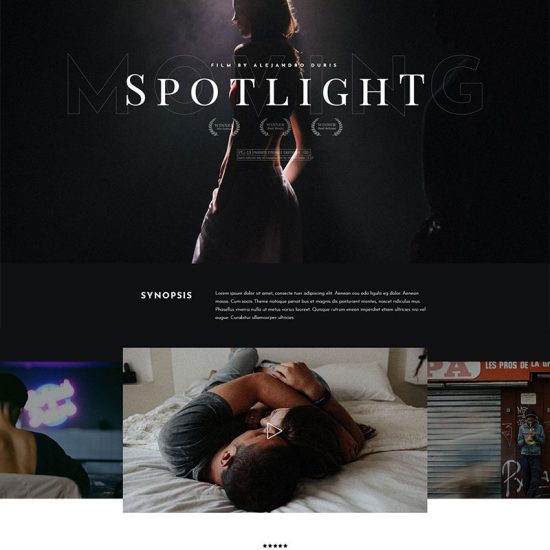 FILM BY ALEJANDRO DURIS
MOVING
SPOTLIGHT
WINNER
WINNER
WINNER
PG-13
SYNOPSIS
Lorem ipsum dolor sit amet, consecte tuer adipiscing elit. Aenean cou odo ligula eg dolor. Aenean
massa. Cum sociis Theme natoque penat bus et magnis dis parturient montes, nascet ridiculus mus.
Phasellus viverra nulla ut metus varius laoreet. Quisque rutrum enean imperdiet etiam ultricies nisi vel
augue. Curabitur ullamcorper ultricies.
PA
LES PROS DE LA